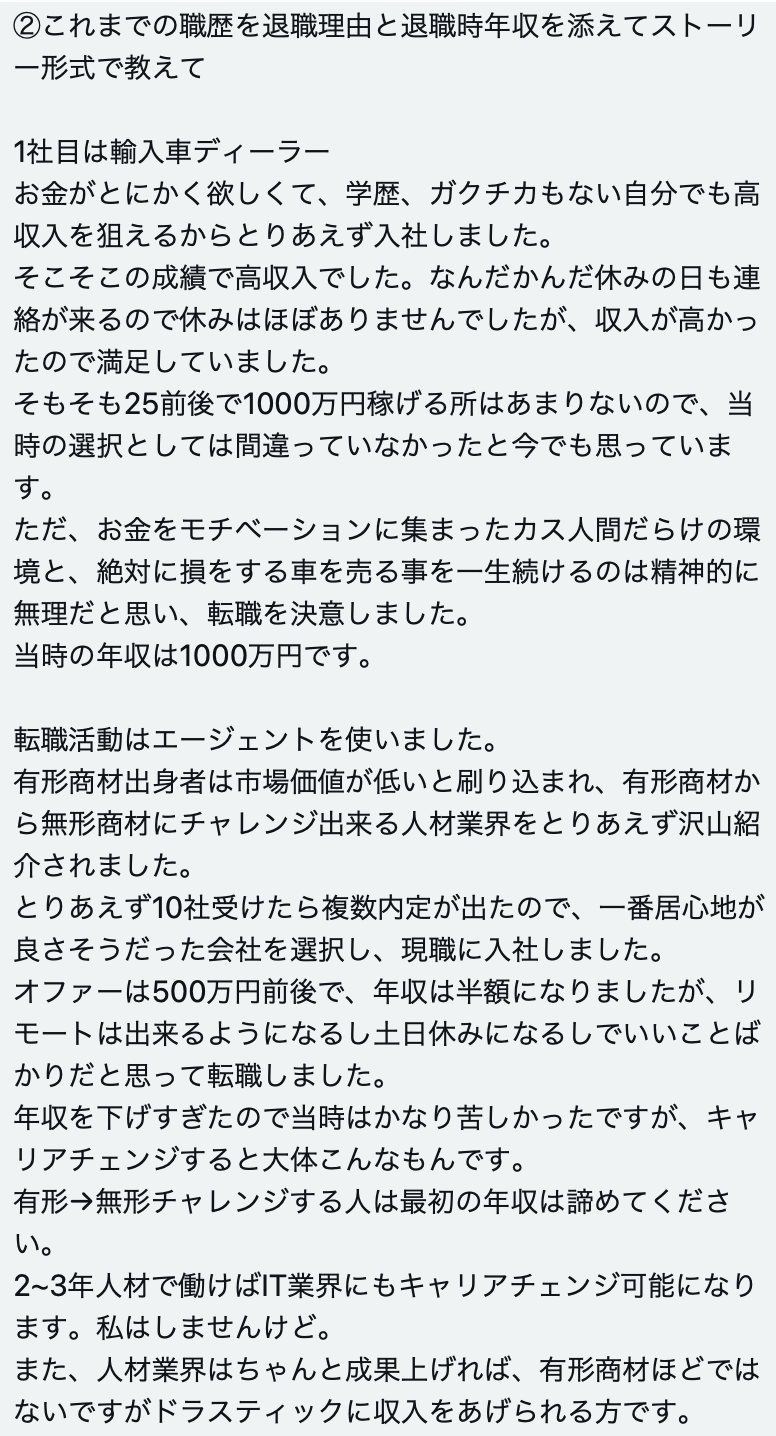 ②これまでの職歴を退職理由と退職時年収を添えてストーリ
ー形式で教えて
1社目は輸入車ディーラー
お金がとにかく欲しくて、学歴、ガクチカもない自分でも高
収入を狙えるからとりあえず入社しました。
そこそこの成績で高収入でした。なんだかんだ休みの日も連
絡が来るので休みはほぼありませんでしたが、収入が高かっ
たので満足していました。
そもそも25前後で1000万円稼げる所はあまりないので、当
時の選択としては間違っていなかったと今でも思っていま
す。
ただ、お金をモチベーションに集まったカス人間だらけの環
境と、絶対に損をする車を売る事を一生続けるのは精神的に
無理だと思い、転職を決意しました。
当時の年収は1000万円です。
転職活動はエージェントを使いました。
有形商材出身者は市場価値が低いと刷り込まれ、有形商材か
ら無形商材にチャレンジ出来る人材業界をとりあえず沢山紹
介されました。
とりあえず10社受けたら複数内定が出たので、一番居心地が
良さそうだった会社を選択し、現職に入社しました。
オファーは500万円前後で、年収は半額になりましたが、リ
モートは出来るようになるし土日休みになるしでいいことば
かりだと思って転職しました。
年収を下げすぎたので当時はかなり苦しかったですが、キャ
リアチェンジすると大体こんなもんです。
有形→無形チャレンジする人は最初の年収は諦めてくださ
い。
2~3年人材で働けばIT業界にもキャリアチェンジ可能になり
ます。私はしませんけど。
また、人材業界はちゃんと成果上げれば、有形商材ほどでは
ないですがドラスティックに収入をあげられる方です。